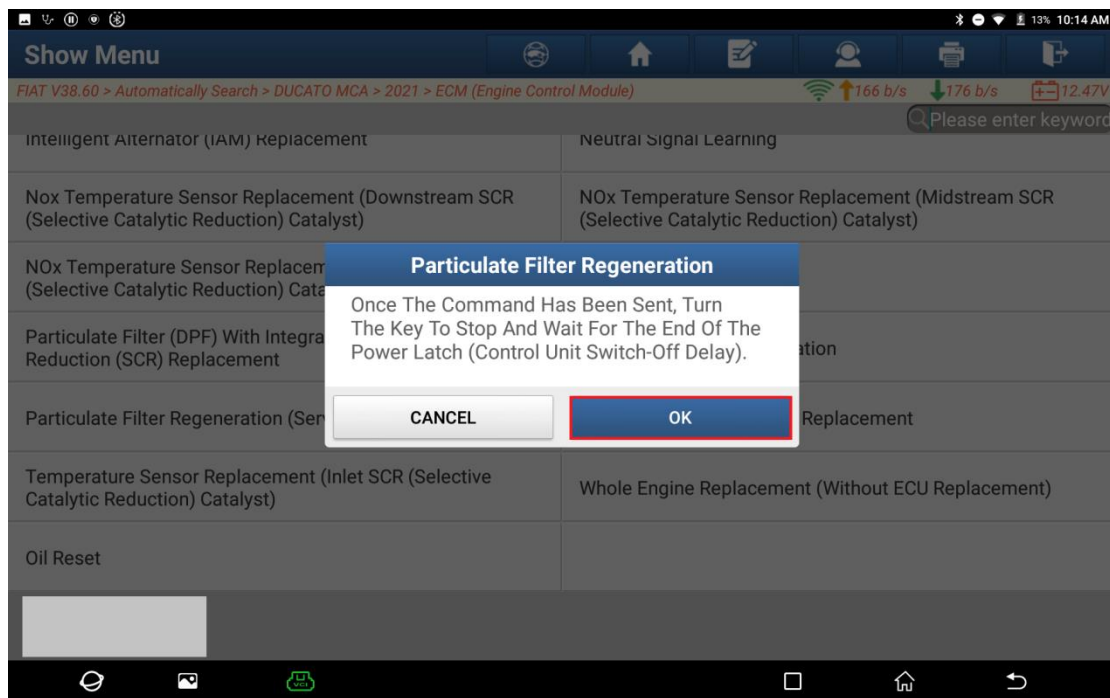 13% 10:14 AM
Show Menu
FIAT V38.60 > Automatically Search > DUCATO MCA > 2021 > ECM (Engine Control Module)
166 b/s
176 b/s
12.47V
Please enter keyword
Intelligent Alternator (IAM) Replacement
Neutral Signal Learning
Nox Temperature Sensor Replacement (Downstream SCR
(Selective Catalytic Reduction) Catalyst)
NOx Temperature Sensor Replacement (Midstream SCR
(Selective Catalytic Reduction) Catalyst)
NOx Temperature Sensor Replacem
(Selective Catalytic Reduction) Cata
Particulate Filter (DPF) With Integra
Reduction (SCR) Replacement
ation
Particulate Filter Regeneration (Ser
Replacement
Particulate Filter Regeneration
Once The Command Has Been Sent, Turn
The Key To Stop And Wait For The End Of The
Power Latch (Control Unit Switch-Off Delay).
CANCEL
OK
Temperature Sensor Replacement (Inlet SCR (Selective
Catalytic Reduction) Catalyst)
Whole Engine Replacement (Without ECU Replacement)
Oil Reset
VCI